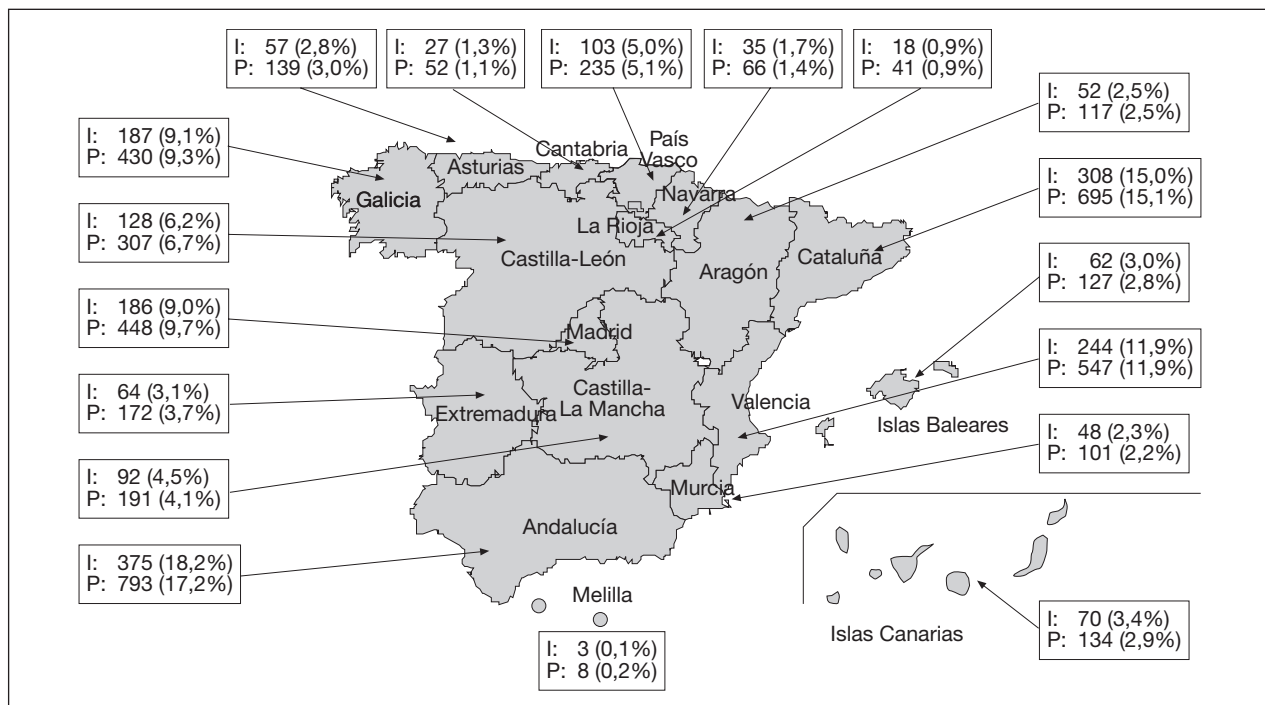 I: 57 (2,8%)
P: 139 (3,0%)
I: 27 (1,3%)
P: 52 (1,1%)
I: 103 (5,0%)
P: 235 (5,1%)
I: 35 (1,7%)
P: 66 (1,4%)
I: 18 (0,9%)
P: 41 (0,9%)
I: 52 (2,5%)
P: 117 (2,5%)
I: 187 (9,1%)
P: 430 (9,3%)
I: 308 (15,0%)
P: 695 (15,1%)
I: 128 (6,2%)
P: 307 (6,7%)
I: 62 (3,0%)
P: 127 (2,8%)
I: 186 (9,0%)
P: 448 (9,7%)
I: 244 (11,9%)
P: 547 (11,9%)
I: 64 (3,1%)
P: 172 (3,7%)
I: 48 (2,3%)
P: 101 (2,2%)
I: 92 (4,5%)
P: 191 (4,1%)
I: 375 (18,2%)
P: 793 (17,2%)
I: 70 (3,4%)
P: 134 (2,9%)
I: 3 (0,1%)
P: 8 (0,2%)
Asturias
Cantabria
País
Vasco
Navarra
Galicia
La Rioja
Castilla-León
Aragón
Cataluña
Madrid
Castilla-
La Mancha
Extremadura
Valencia
Islas Baleares
Murcia
Andalucía
Melilla
Islas Canarias